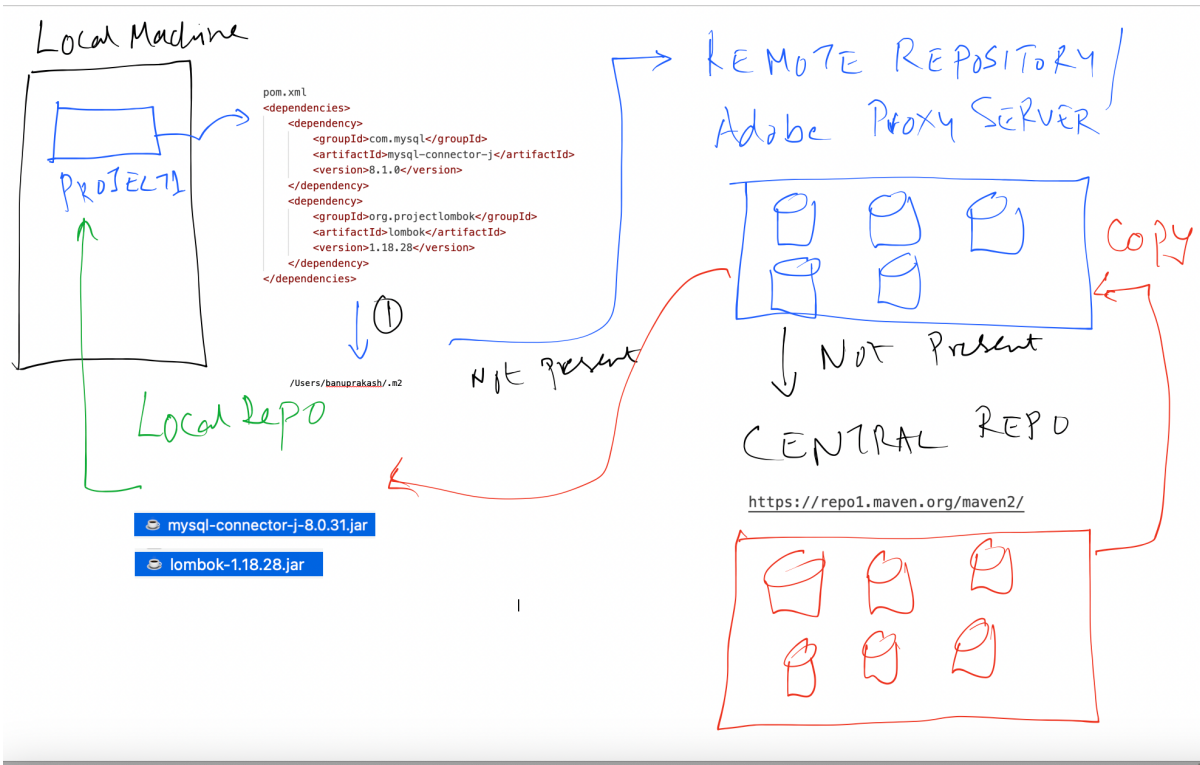 Local Machine
PROJECT1
pom.xml
<dependencies>
<dependency>
<groupId>com.mysql</groupId>
<artifactId>mysql-connector-j</artifactId>
<version>8.1.0</version>
</dependency>
<dependency>
<groupId>org.projectlombok</groupId>
<artifactId>lombok</artifactId>
<version>1.18.28</version>
</dependency>
</dependencies>
1
/Users/banuprakash/.m2
Local Repo
mysql-connector-j-8.0.31.jar
lombok-1.18.28.jar
Not Present
REMOTE REPOSITORY/
Adobe PROXY SERVER
COPY
Not Present
CENTRAL REPO
https://repo1.maven.org/maven2/